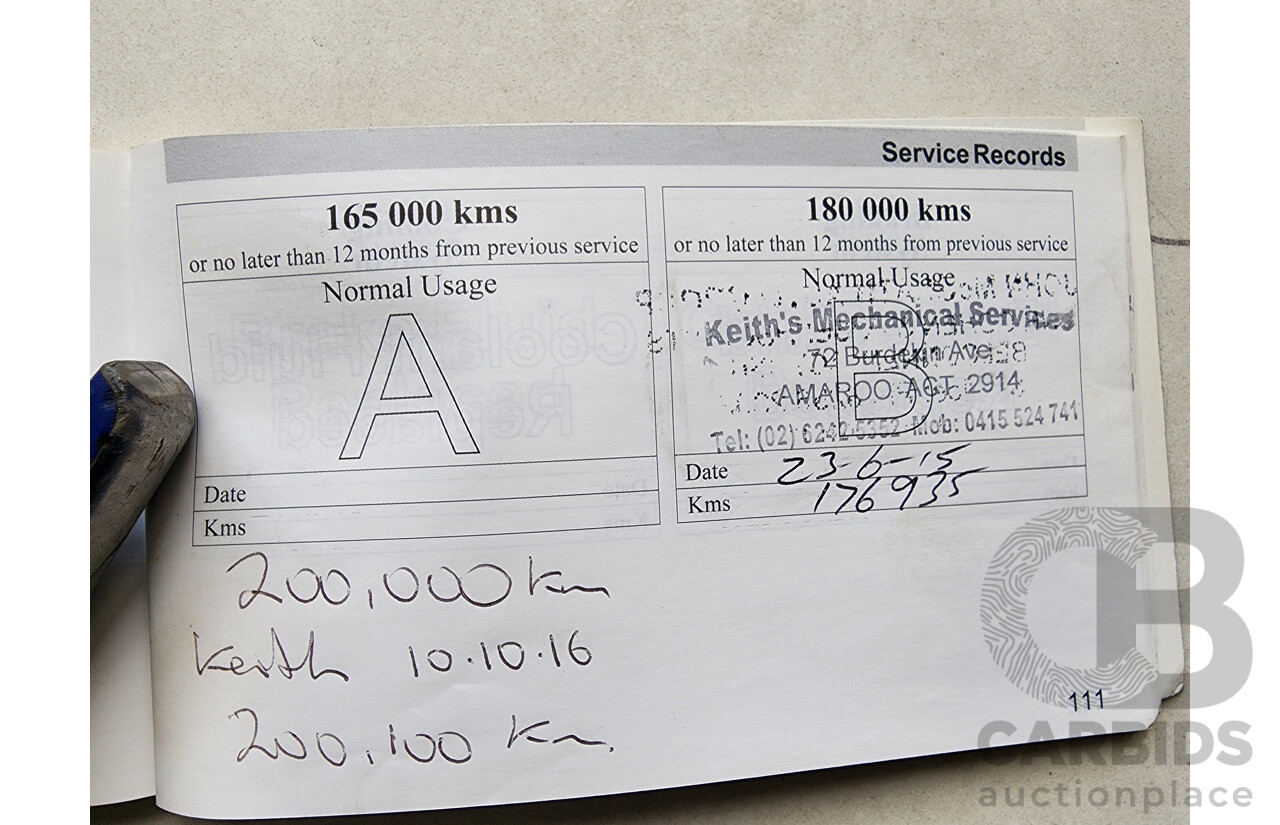 Service Records
165 000 kms
or no later than 12 months from previous service
Normal Usage
A
Date
Kms
180 000 kms
or no later than 12 months from previous service
Normal Usage
B
Keith's Mechanical Services
72 Burdekin Ave
AMAROO ACT 2914
Tel: (02) 6242 5352 Mob: 0415 524 741
Date 23-6-15
Kms 176935
200,000 km
Keith 10.10.16
200,100 Km.
111
CB
CARBIDS
auctionplace